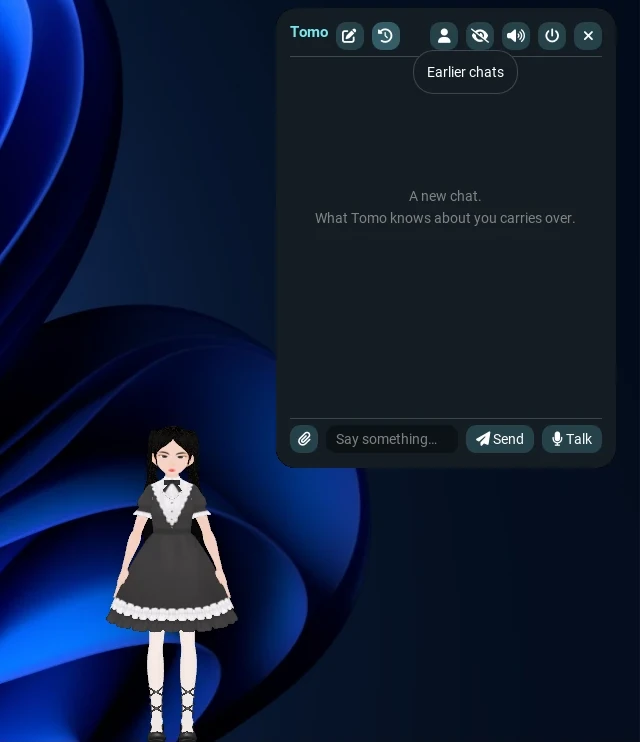 Tomo
Earlier chats
A new chat.
What Tomo knows about you carries over.
Say something...
Send
Talk